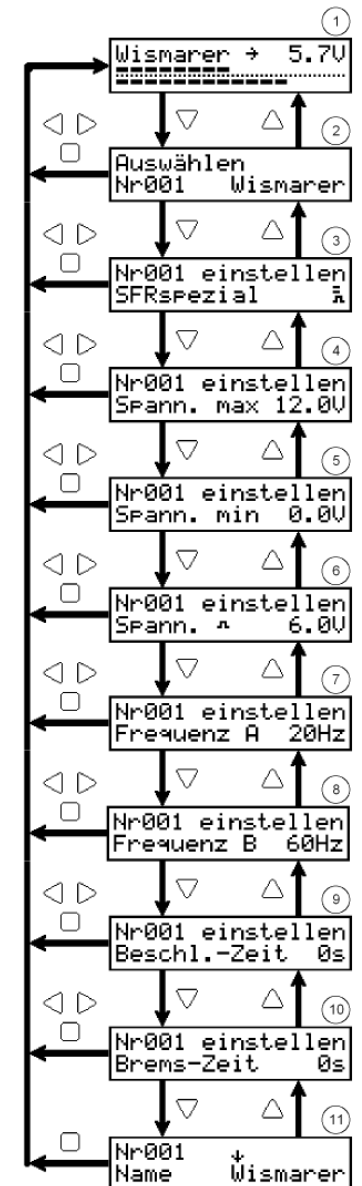 1
Wismarer → 5.7V
2
Auswählen
Nr001 Wismarer
3
Nr001 einstellen
SFRspezial
4
Nr001 einstellen
Spann. max 12.0V
5
Nr001 einstellen
Spann. min 0.0V
6
Nr001 einstellen
Spann. 6.0V
7
Nr001 einstellen
Frequenz A 20Hz
8
Nr001 einstellen
Frequenz B 60Hz
9
Nr001 einstellen
Beschl.-Zeit 0s
10
Nr001 einstellen
Brems-Zeit 0s
11
Nr001 ↓
Name Wismarer